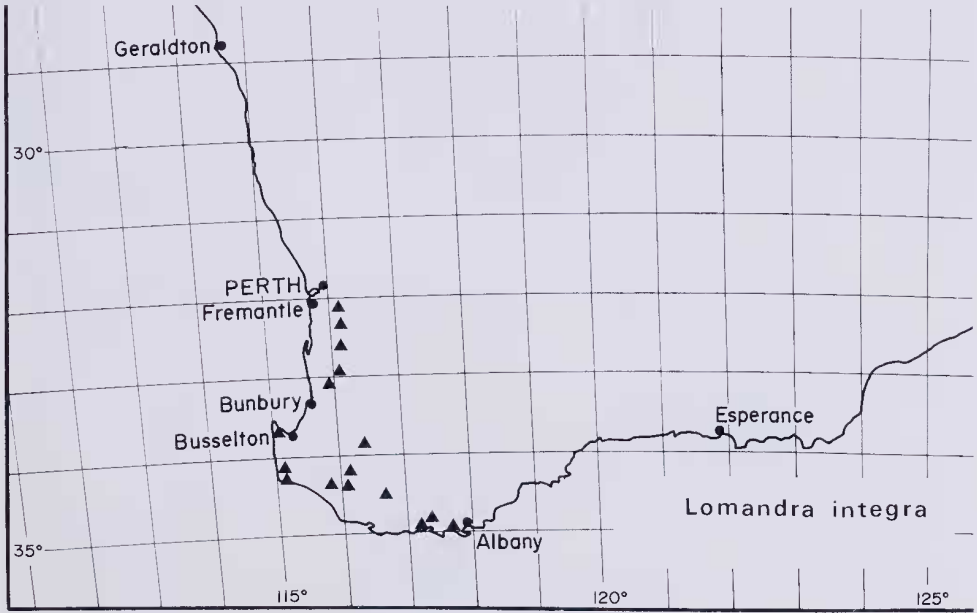 Geraldton
30°
PERTH
Fremantle
Bunbury
Busselton
Esperance
Lomandra integra
Albany
35°
115°
120°
125°